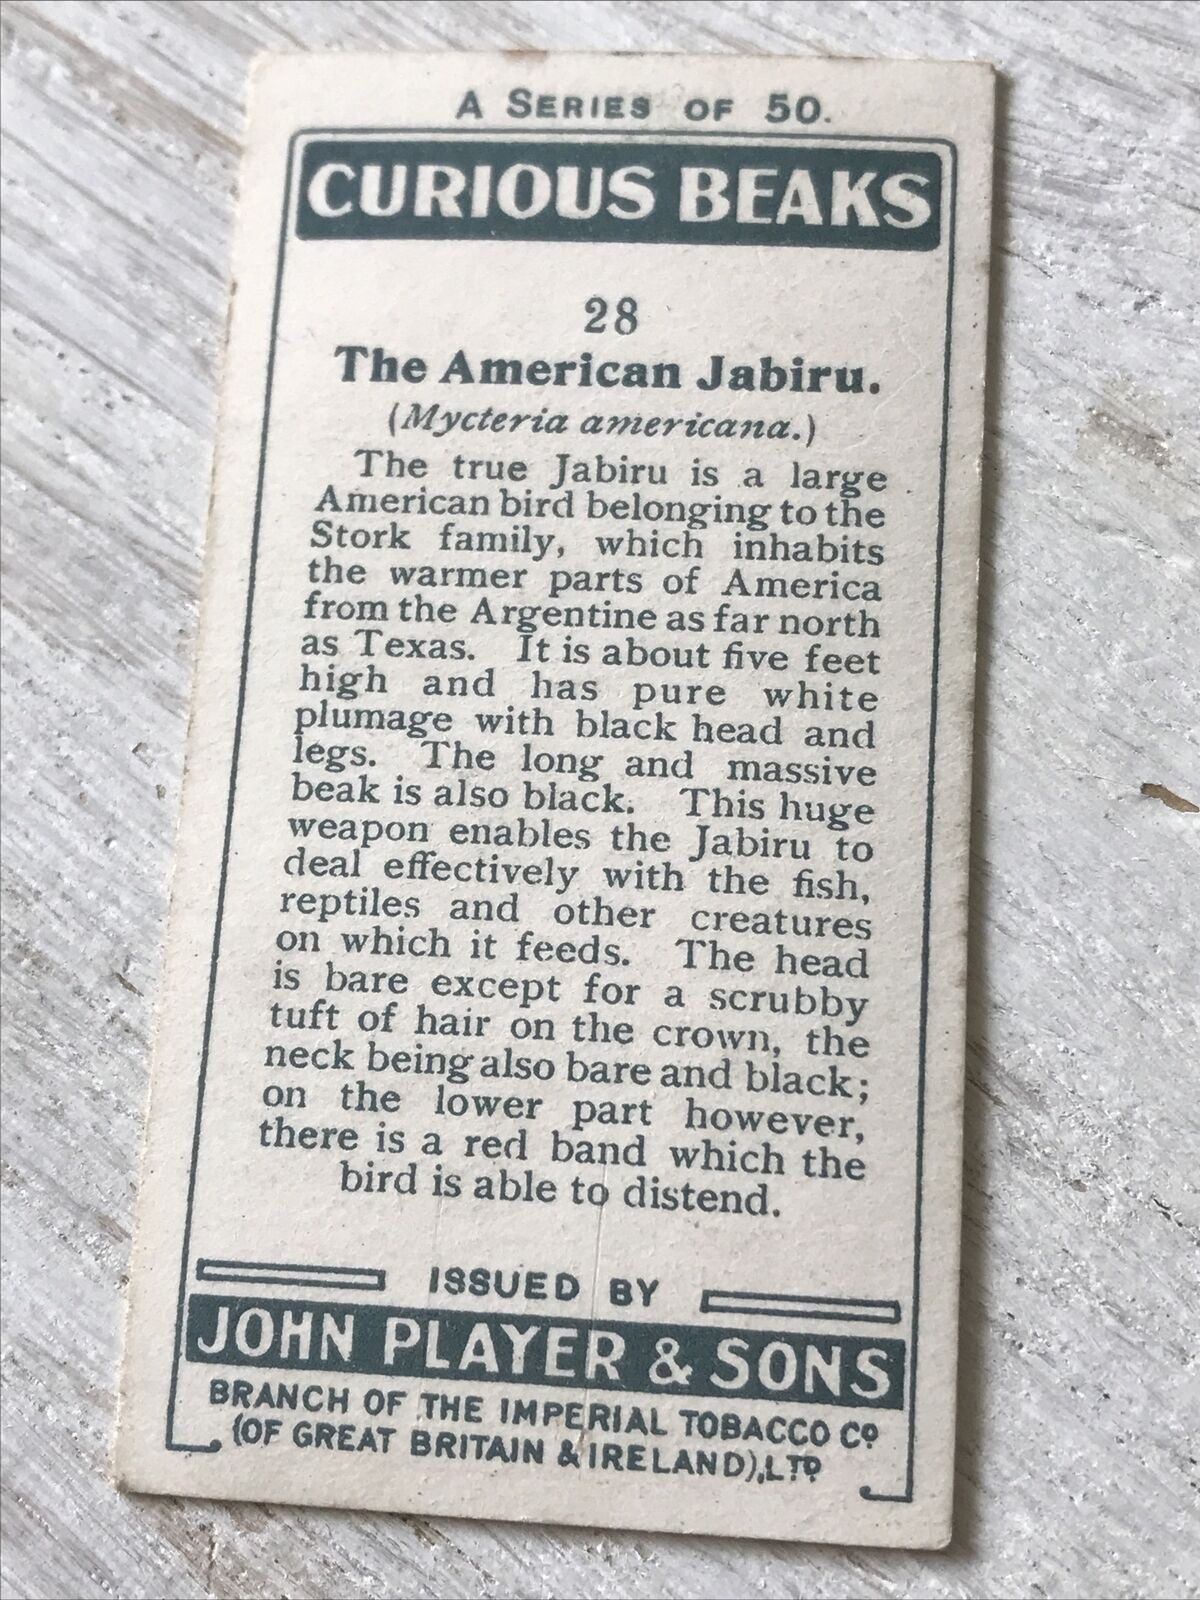 A SERIES OF 50.
CURIOUS BEAKS
28
The American Jabiru.
(Mycteria americana.)
The true Jabiru is a large
American bird belonging to the
Stork family, which inhabits
the warmer parts of America
from the Argentine as far north
as Texas. It is about five feet
high and has pure white
plumage with black head and
legs. The long and massive
beak is also black. This huge
weapon enables the Jabiru to
deal effectively with the fish,
reptiles and other creatures
on which it feeds. The head
is bare except for a scrubby
tuft of hair on the crown, the
neck being also bare and black;
on the lower part however,
there is a red band which the
bird is able to distend.
ISSUED BY
JOHN PLAYER & SONS
BRANCH OF THE IMPERIAL TOBACCO CO
(OF GREAT BRITAIN & IRELAND), LTD